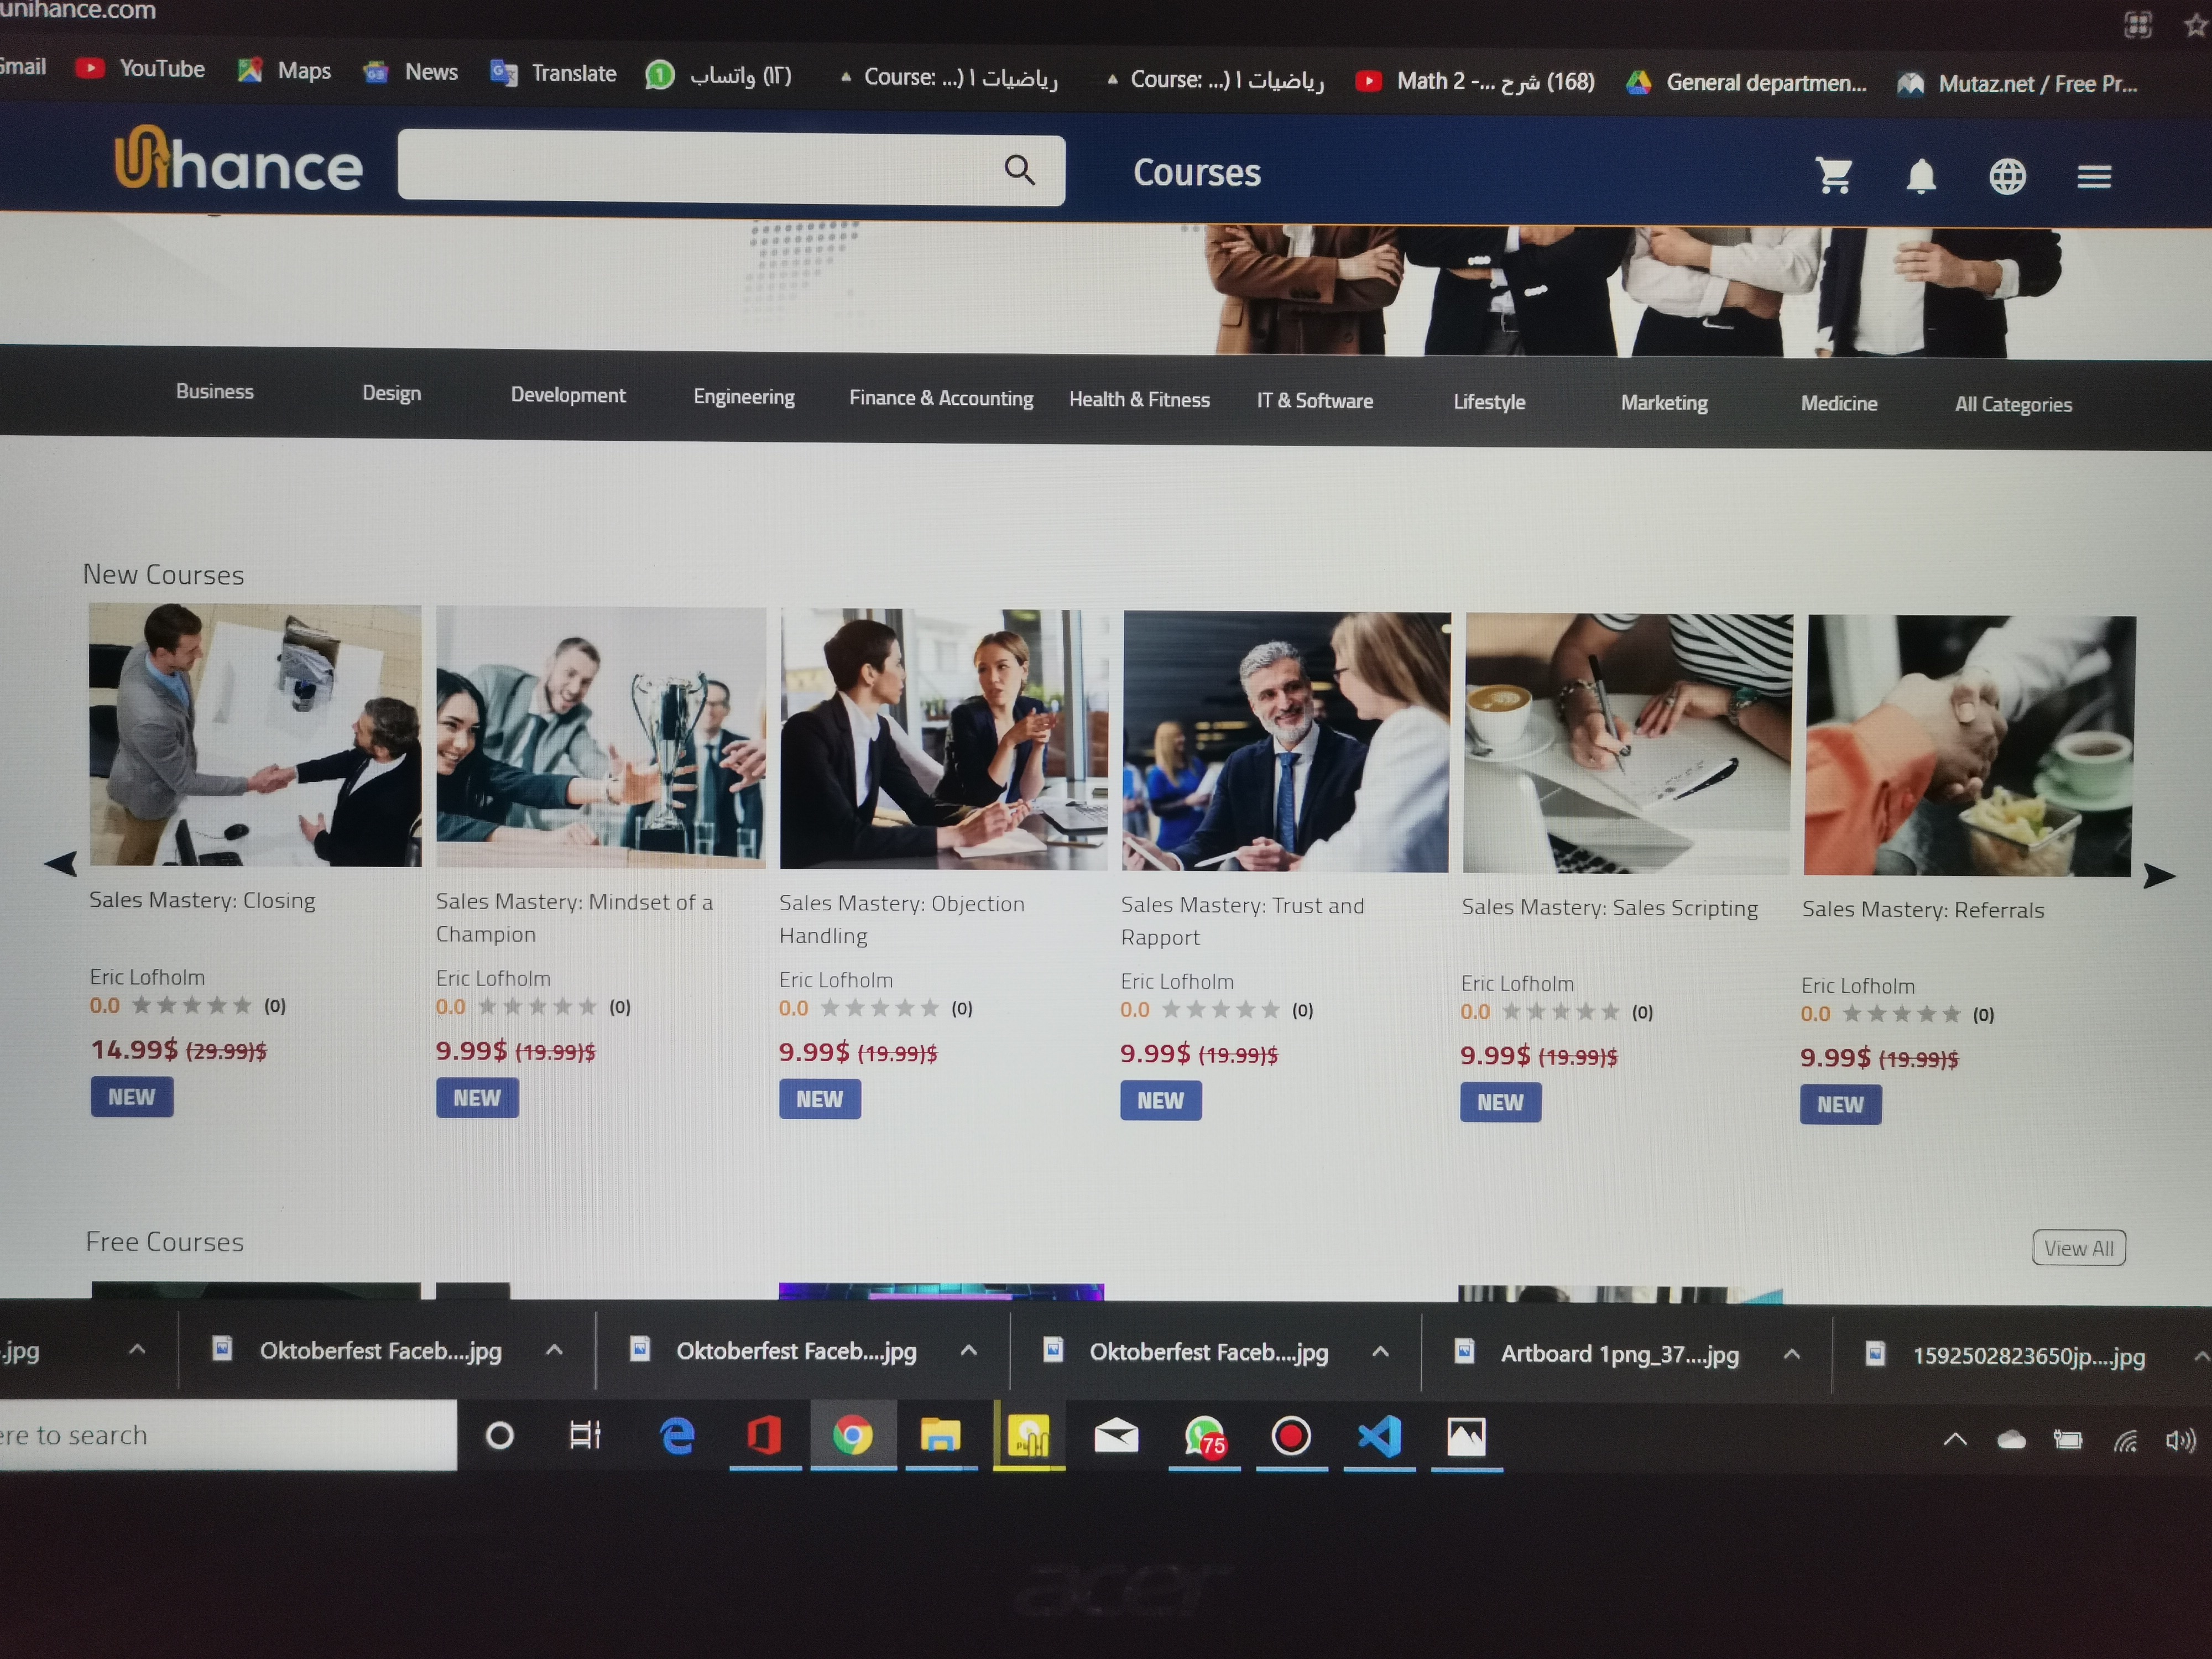 unihance.com
Gmail
YouTube
Maps
News
Translate
(١٢) واتساب
Course: ...) رياضيات ١
Course: ...) رياضيات ١
Math 2 -... شرح (168)
General departmen...
Mutaz.net / Free Pr...
Unihance
Courses
Business
Design
Development
Engineering
Finance & Accounting
Health & Fitness
IT & Software
Lifestyle
Marketing
Medicine
All Categories
New Courses
Sales Mastery: Closing
Eric Lofholm
0.0 (0)
14.99$ (29.99)$
NEW
Sales Mastery: Mindset of a
Champion
Eric Lofholm
0.0 (0)
9.99$ (19.99)$
NEW
Sales Mastery: Objection
Handling
Eric Lofholm
0.0 (0)
9.99$ (19.99)$
NEW
Sales Mastery: Trust and
Rapport
Eric Lofholm
0.0 (0)
9.99$ (19.99)$
NEW
Sales Mastery: Sales Scripting
Eric Lofholm
0.0 (0)
9.99$ (19.99)$
NEW
Sales Mastery: Referrals
Eric Lofholm
0.0 (0)
9.99$ (19.99)$
NEW
Free Courses
View All
.jpg
Oktoberfest Faceb....jpg
Oktoberfest Faceb....jpg
Oktoberfest Faceb....jpg
Artboard 1png_37....jpg
1592502823650jp....jpg
ere to search
75
acer